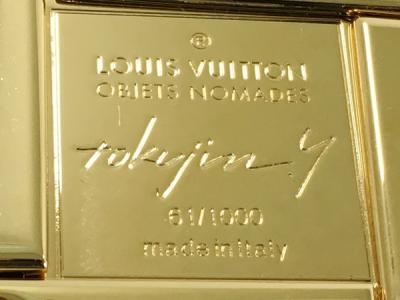 ®
LOUIS VUITTON
OBJETS NOMADES
tokujin y
61/1000
made in italy